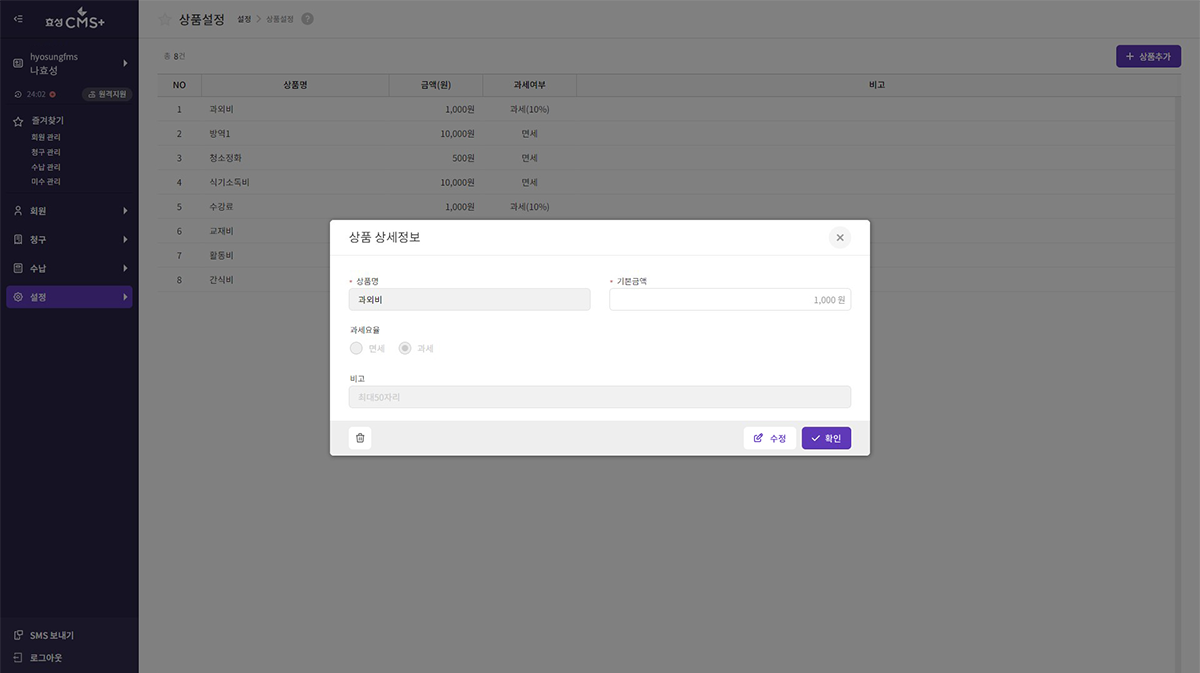 효성 CMS+
상품설정 설정 > 상품설정 ?
hyosungfms
나효성
24:02 원격지원
즐겨찾기
회원 관리
청구 관리
수납 관리
미수 관리
회원
청구
수납
설정
SMS 보내기
로그아웃
총 8건
+ 상품추가
NO 상품명 금액(원) 과세여부 비고
1 과외비 1,000원 과세(10%)
2 방역1 10,000원 면세
3 청소정화 500원 면세
4 식기소독비 10,000원 면세
5 수강료 1,000원 과세(10%)
6 교재비
7 활동비
8 간식비
상품 상세정보
• 상품명 • 기본금액
과외비 1,000 원
과세요율
면세 과세
비고
최대50자리
수정 확인